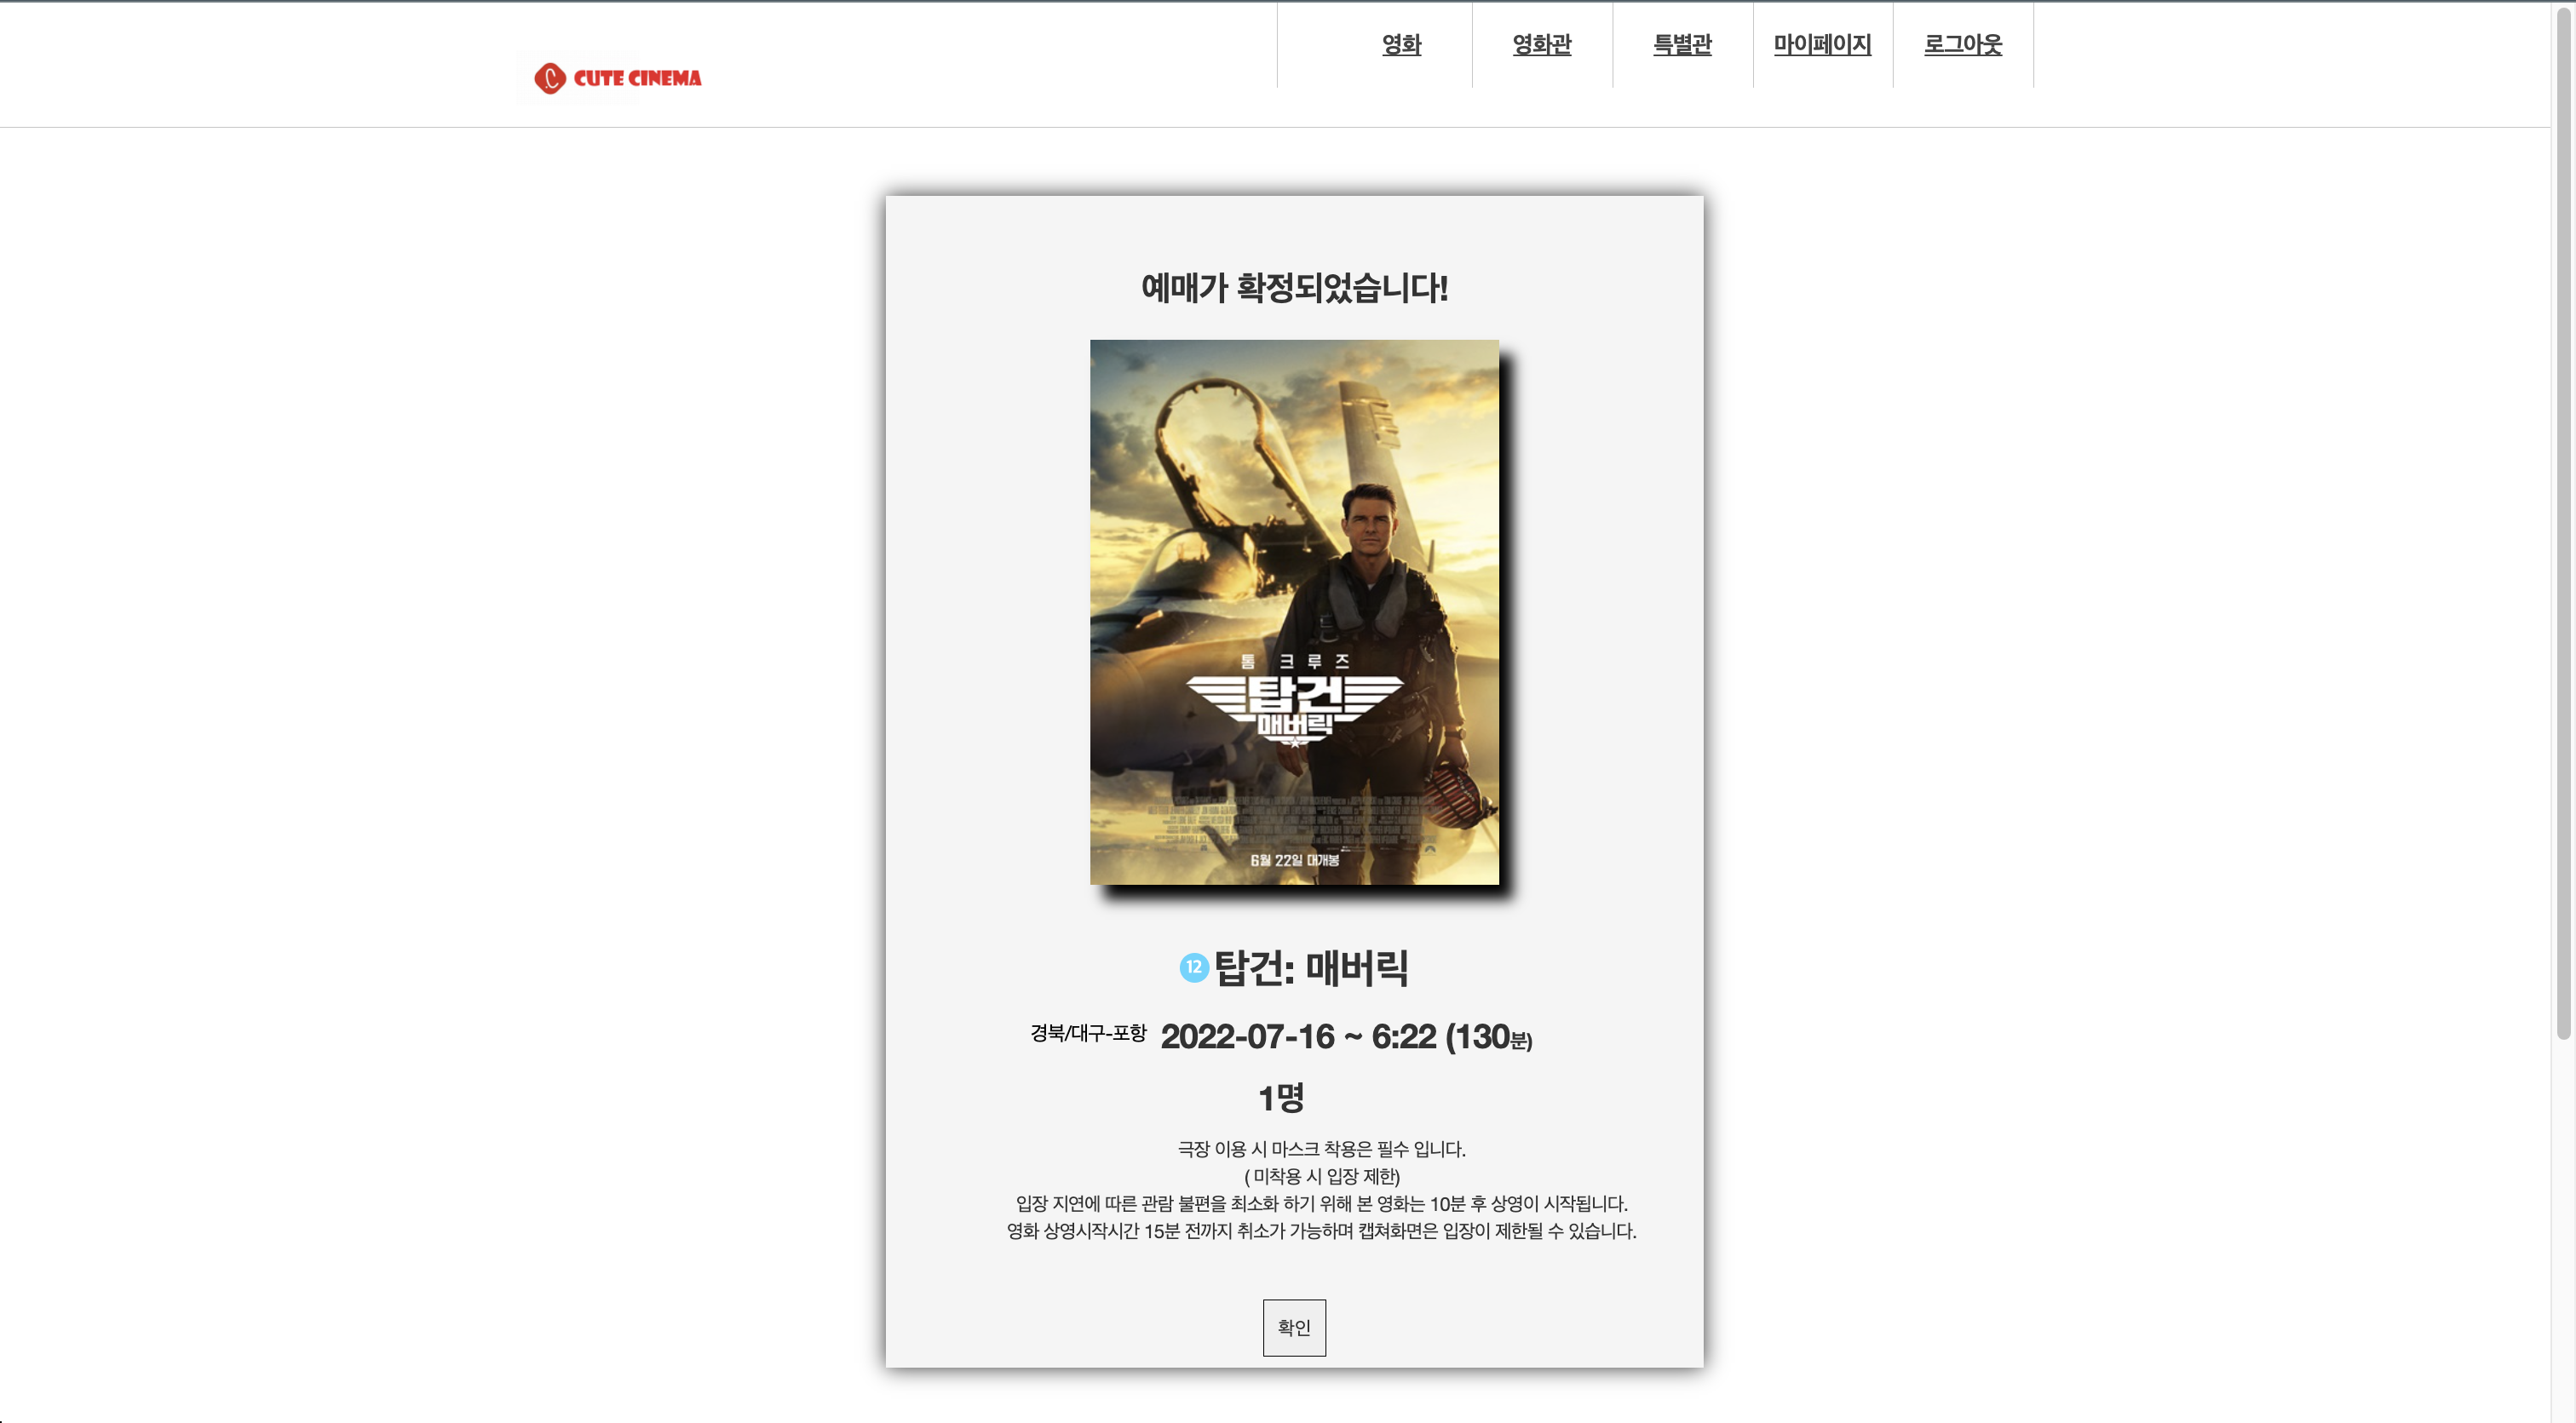 영화
영화관
특별관
마이페이지
로그아웃
C CUTE CINEMA
예매가 확정되었습니다!
톰 크루즈
탑건
매버릭
6월 22일 대개봉
12 탑건: 매버릭
경북/대구-포항 2022-07-16 ~ 6:22 (130분)
1명
극장 이용 시 마스크 착용은 필수 입니다.
( 미착용 시 입장 제한)
입장 지연에 따른 관람 불편을 최소화 하기 위해 본 영화는 10분 후 상영이 시작됩니다.
영화 상영시작시간 15분 전까지 취소가 가능하며 캡쳐화면은 입장이 제한될 수 있습니다.
확인